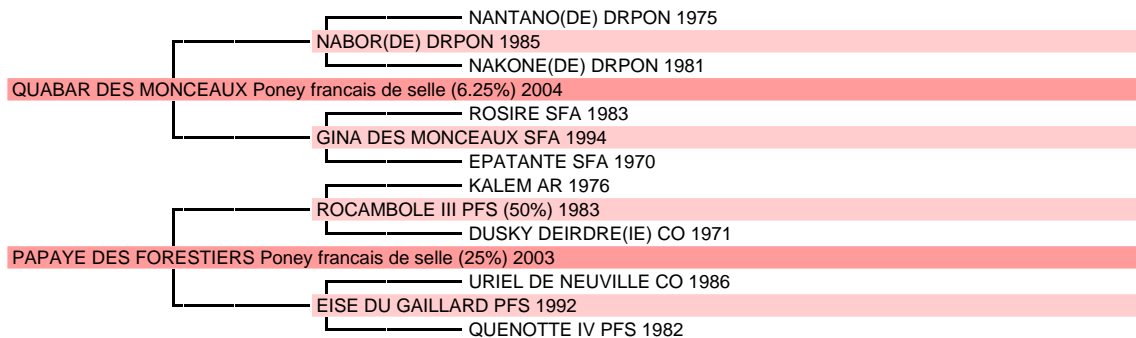 NANTANO(DE) DRPON 1975
NABOR(DE) DRPON 1985
NAKONE(DE) DRPON 1981
QUABAR DES MONCEAUX Poney francais de selle (6.25%) 2004
ROSIRE SFA 1983
GINA DES MONCEAUX SFA 1994
EPATANTE SFA 1970
KALEM AR 1976
ROCAMBOLE III PFS (50%) 1983
DUSKY DEIRDRE(IE) CO 1971
PAPAYE DES FORESTIERS Poney francais de selle (25%) 2003
URIEL DE NEUVILLE CO 1986
EISE DU GAILLARD PFS 1992
QUENOTTE IV PFS 1982